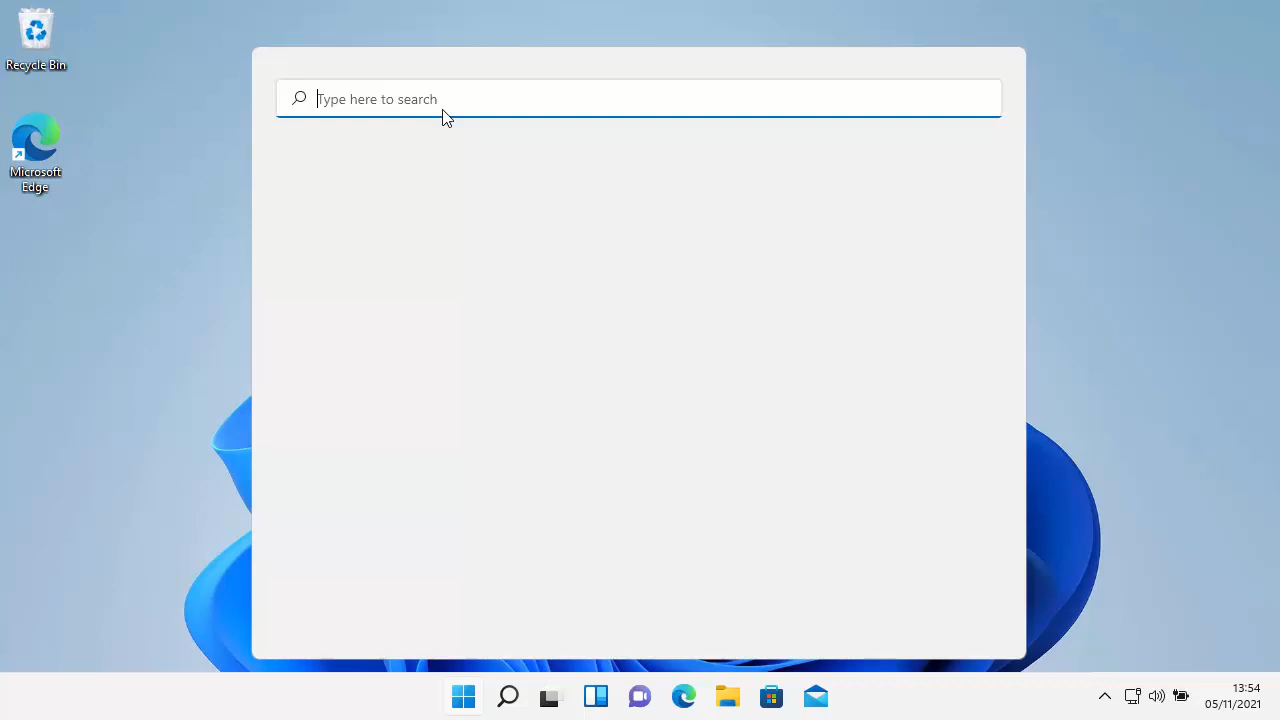 Recycle Bin
Type here to search
Microsoft
Edge
13:54
05/11/2021